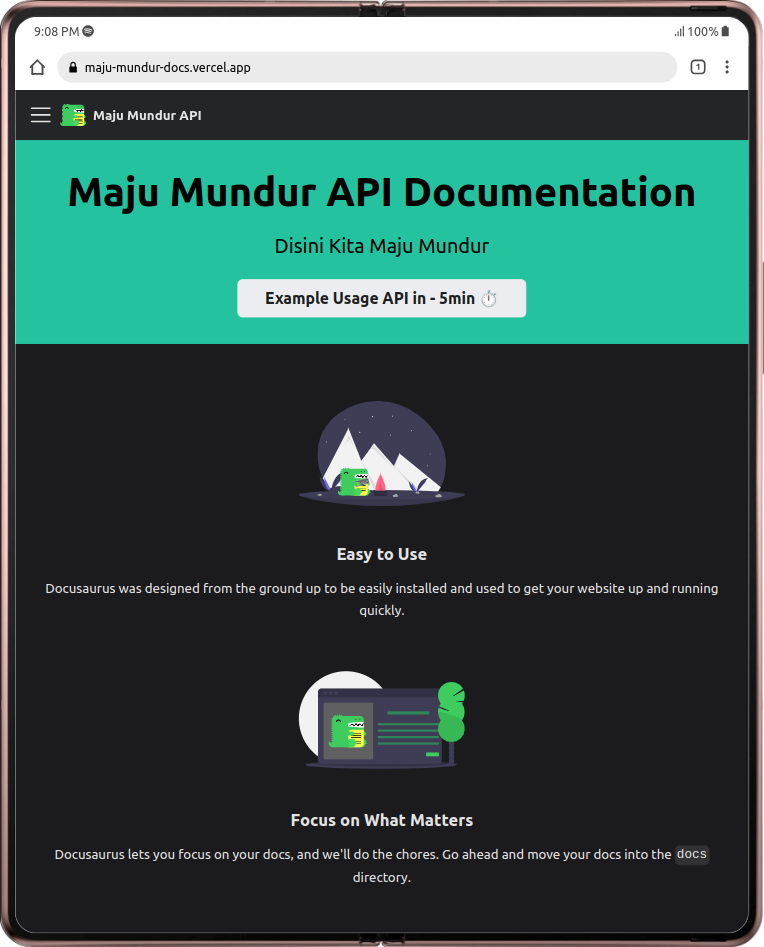 9:08 PM
100%
maju-mundur-docs.vercel.app
1
Maju Mundur API
Maju Mundur API Documentation
Disini Kita Maju Mundur
Example Usage API in - 5min ⏱️
Easy to Use
Docusaurus was designed from the ground up to be easily installed and used to get your website up and running
quickly.
Focus on What Matters
Docusaurus lets you focus on your docs, and we'll do the chores. Go ahead and move your docs into the docs
directory.